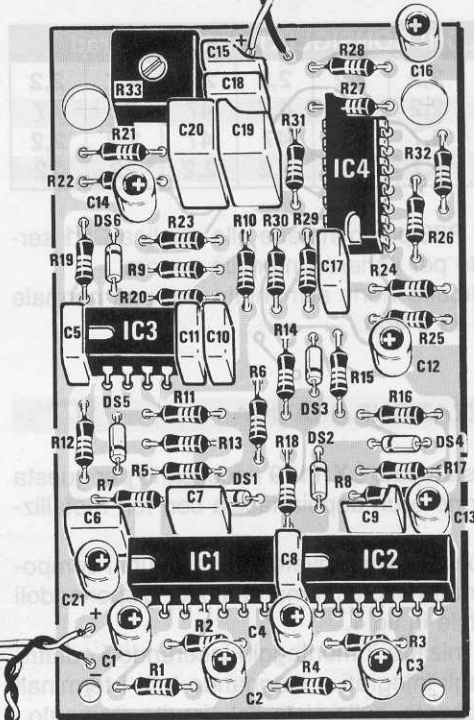 C15 + −
R28
C16
R33
C18
R27
C20 C19
R31
R21
IC4
R32
R22
C14
DS6
R23
R10 R30 R29
R26
R19
R9
C17
R24
R20
C5 IC3 C11 C10
R14
R25
C12
R6
R15
DS5
R11
DS3
R16
R12
R13
R18
DS2
DS4
R5
R17
R7
C7
DS1
R8
C9
C13
C6
IC1
C8
IC2
C21
+
R2
C4
R3
C1
−
R1
C2
R4
C3